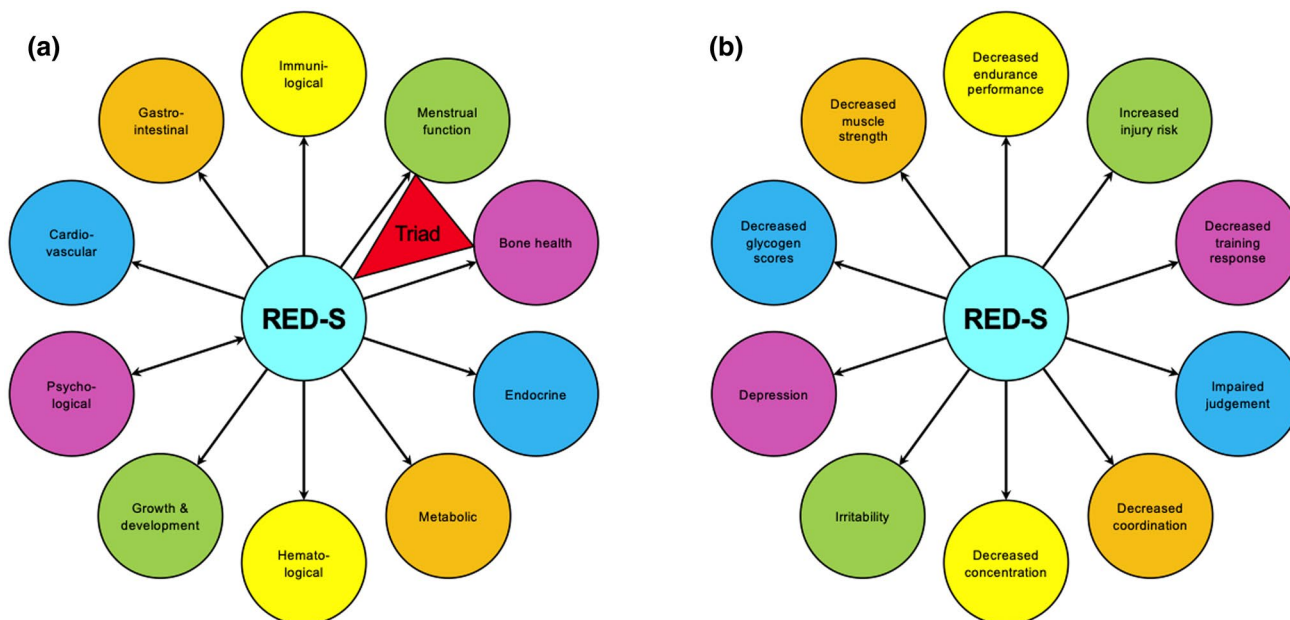 (a)
Immuni-
logical
Menstrual
function
Bone health
Endocrine
Metabolic
Hemato-
logical
Growth &
development
Psycho-
logical
Cardio-
vascular
Gastro-
intestinal
Triad
RED-S
(b)
Decreased
endurance
performance
Increased
injury risk
Decreased
training
response
Impaired
judgement
Decreased
coordination
Decreased
concentration
Irritability
Depression
Decreased
glycogen
scores
Decreased
muscle
strength
RED-S